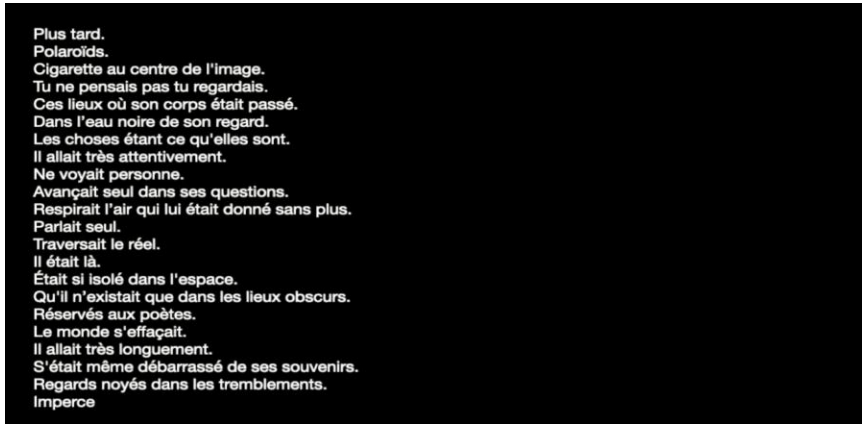 Plus tard.
Polaroïds.
Cigarette au centre de l'image.
Tu ne pensais pas tu regardais.
Ces lieux où son corps était passé.
Dans l’eau noire de son regard.
Les choses étant ce qu'elles sont.
Il allait très attentivement.
Ne voyait personne.
Avançait seul dans ses questions.
Respirait l’air qui lui était donné sans plus.
Parlait seul.
Traversait le réel.
Il était là.
Était si isolé dans l'espace.
Qu'il n’existait que dans les lieux obscurs.
Réservés aux poètes.
Le monde s'effaçait.
Il allait très longuement.
S'était même débarrassé de ses souvenirs.
Regards noyés dans les tremblements.
Imperce